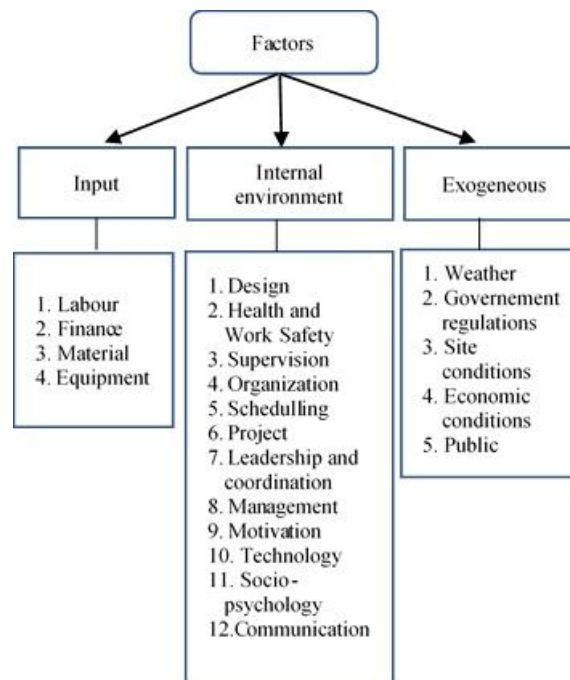 Factors
Input
Internal
environment
Exogeneous
1. Labour
2. Finance
3. Material
4. Equipment
1. Design
2. Health and
Work Safety
3. Supervision
4. Organization
5. Schedulling
6. Project
7. Leadership and
coordination
8. Management
9. Motivation
10. Technology
11. Socio-
psychology
12.Communication
1. Weather
2. Governement
regulations
3. Site
conditions
4. Economic
conditions
5. Public